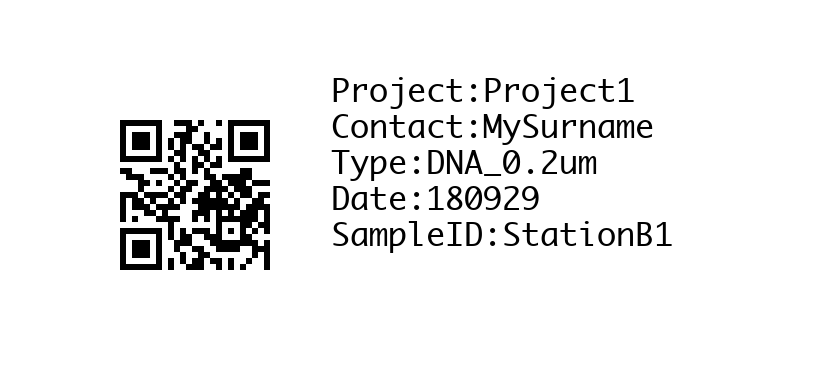 Project:Project1
Contact:MySurname
Type:DNA_0.2um
Date:180929
SampleID:StationB1